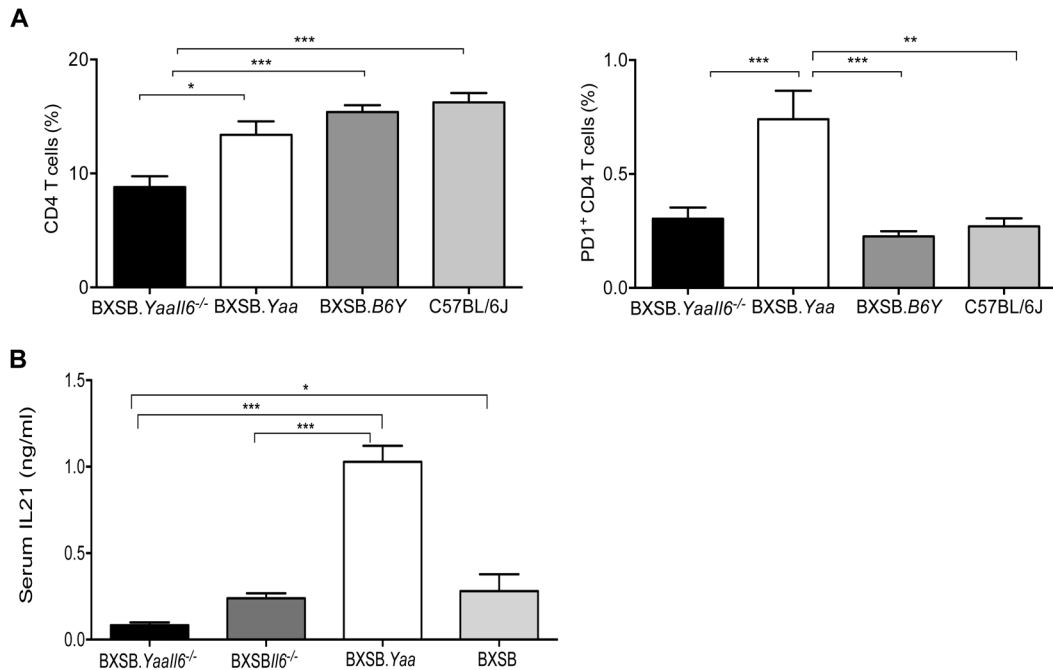 A
CD4 T cells (%)
20
10
0
***
***
*
BXSB.YaaIl6-/-
BXSB.Yaa
BXSB.B6Y
C57BL/6J
PD1+ CD4 T cells (%)
1.0
0.5
0.0
**
***
***
BXSB.YaaIl6-/-
BXSB.Yaa
BXSB.B6Y
C57BL/6J
B
Serum IL21 (ng/ml)
1.5
1.0
0.5
0.0
*
***
***
BXSB.YaaIl6-/-
BXSBIl6-/-
BXSB.Yaa
BXSB